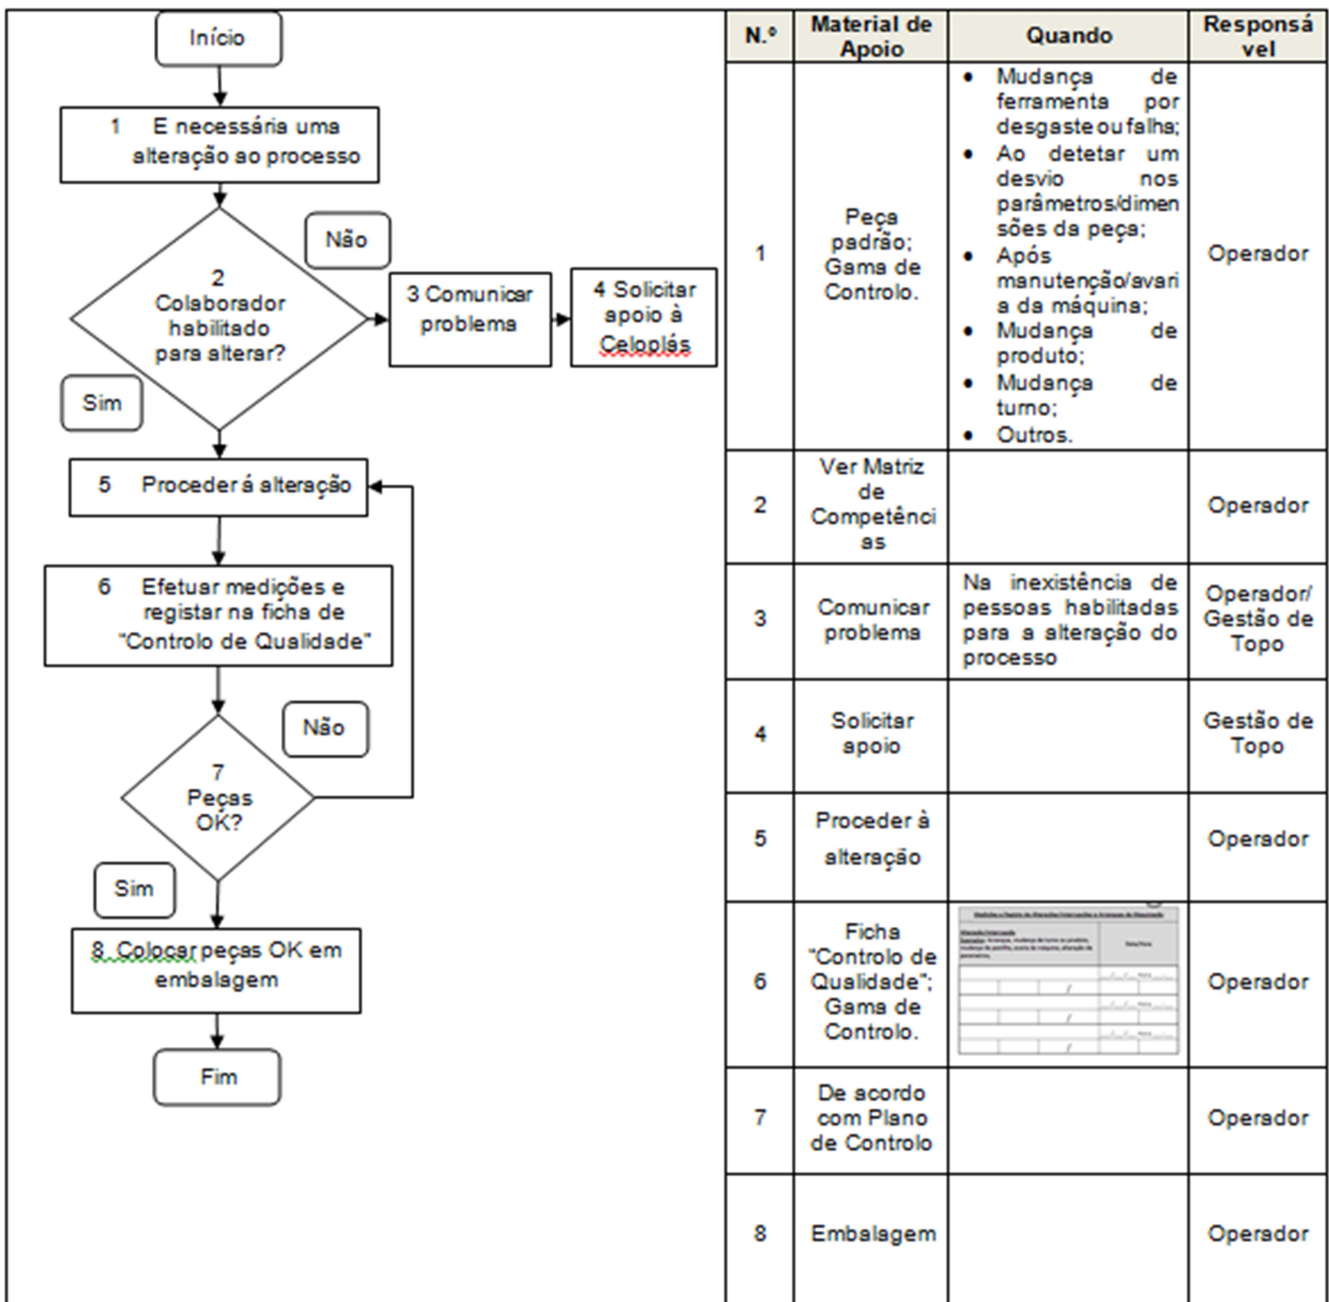 Início
1 E necessária uma
alteração ao processo
Não
2
Colaborador
habilitado
para alterar?
3 Comunicar
problema
4 Solicitar
apoio à
Celoplás
Sim
5 Proceder á alteração
6 Efetuar medições e
registar na ficha de
"Controlo de Qualidade"
Não
7
Peças
OK?
Sim
8. Colocar peças OK em
embalagem
Fim
N.º
Material de
Apoio
Quando
Responsá
vel
1
Peça
padrão;
Gama de
Controlo.
• Mudança de
ferramenta por
desgaste ou falha;
• Ao detetar um
desvio nos
parâmetros/dimen
sões da peça;
• Após
manutenção/avari
a da máquina;
• Mudança de
produto;
• Mudança de
turno;
• Outros.
Operador
2
Ver Matriz
de
Competênci
as
Operador
3
Comunicar
problema
Na inexistência de
pessoas habilitadas
para a alteração do
processo
Operador/
Gestão de
Topo
4
Solicitar
apoio
Gestão de
Topo
5
Proceder à
alteração
Operador
6
Ficha
"Controlo de
Qualidade";
Gama de
Controlo.
Operador
7
De acordo
com Plano
de Controlo
Operador
8
Embalagem
Operador